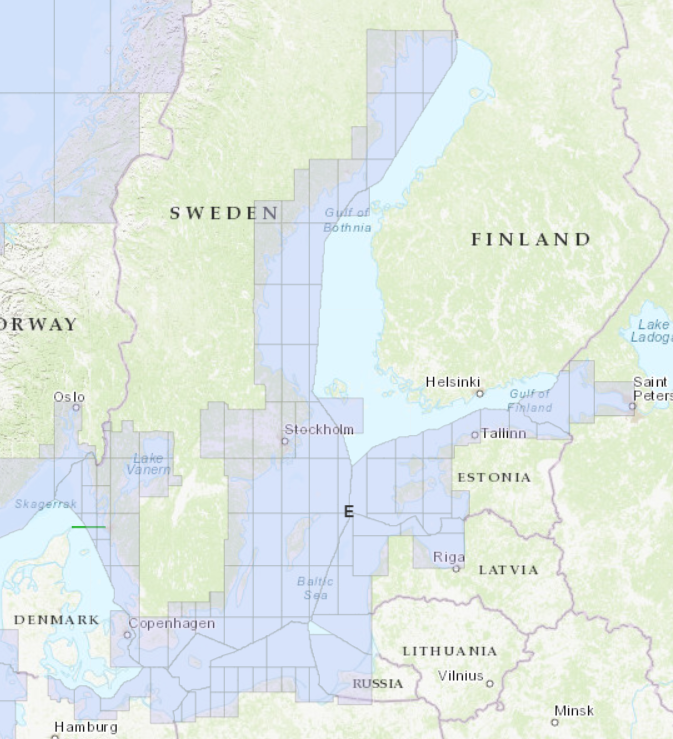 SWEDEN
Gulf of
Bothnia
FINLAND
ORWAY
Lake
Ladoga
Oslo
Helsinki
Gulf of
Finland
Saint
Peters
Stockholm
Tallinn
Lake
Vanern
ESTONIA
Skagerrak
E
Riga
LATVIA
Baltic
Sea
DENMARK
Copenhagen
LITHUANIA
Vilnius
RUSSIA
Minsk
Hamburg